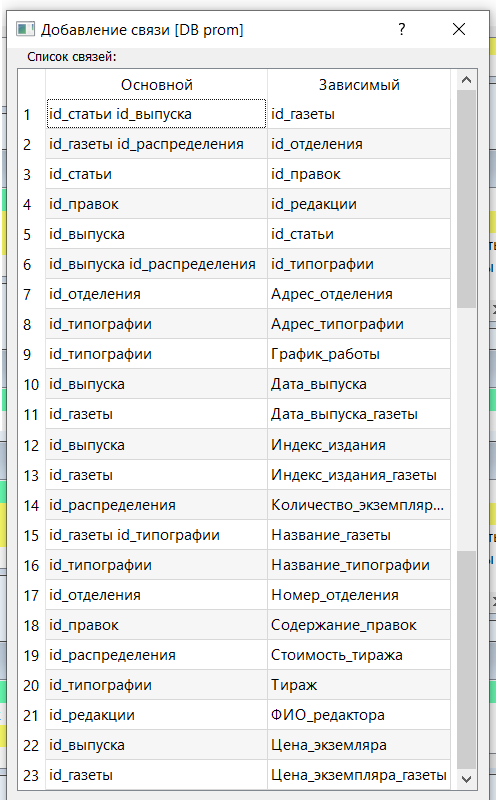 Добавление связи [DB prom] ?
Список связей:
Основной Зависимый
1 id_статьи id_выпуска id_газеты
2 id_газеты id_распределения id_отделения
3 id_статьи id_правок
4 id_правок id_редакции
5 id_выпуска id_статьи
6 id_выпуска id_распределения id_типографии
7 id_отделения Адрес_отделения
8 id_типографии Адрес_типографии
9 id_типографии График_работы
10 id_выпуска Дата_выпуска
11 id_газеты Дата_выпуска_газеты
12 id_выпуска Индекс_издания
13 id_газеты Индекс_издания_газеты
14 id_распределения Количество_экземпляр...
15 id_газеты id_типографии Название_газеты
16 id_типографии Название_типографии
17 id_отделения Номер_отделения
18 id_правок Содержание_правок
19 id_распределения Стоимость_тиража
20 id_типографии Тираж
21 id_редакции ФИО_редактора
22 id_выпуска Цена_экземляра
23 id_газеты Цена_экземпляра_газеты